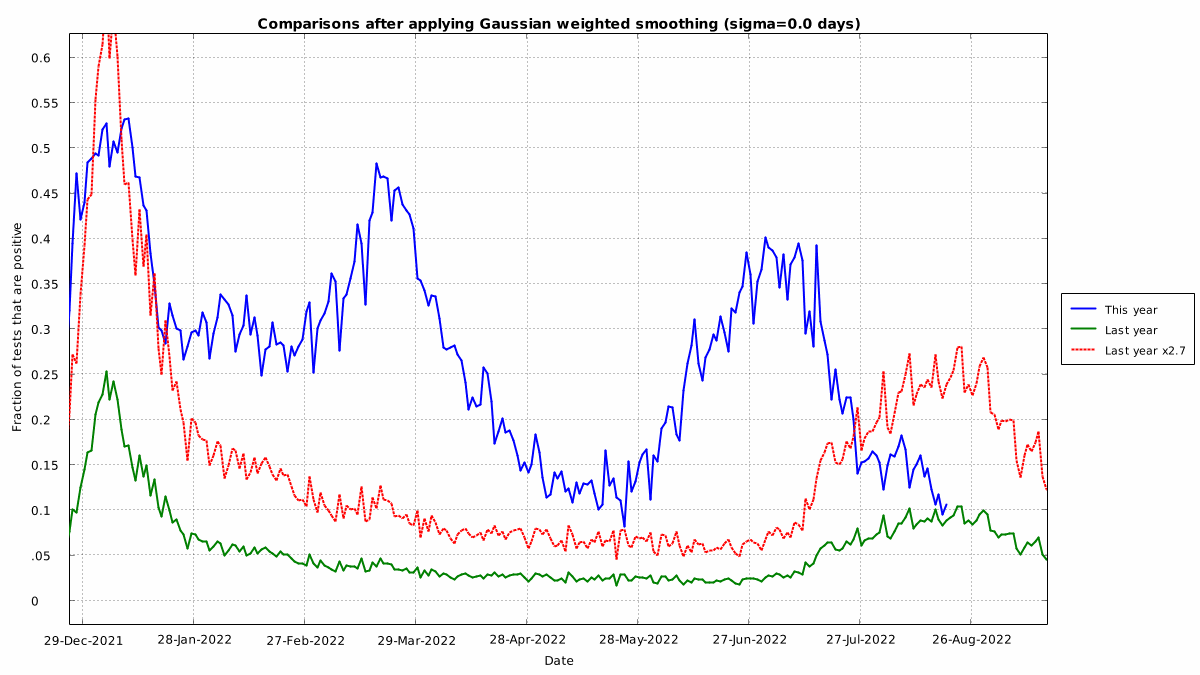 Comparisons after applying Gaussian weighted smoothing (sigma=0.0 days)
0.6
0.55
0.5
0.45
0.4
0.35
0.3
0.25
0.2
0.15
0.1
.05
0
Fraction of tests that are positive
29-Dec-2021 28-Jan-2022 27-Feb-2022 29-Mar-2022 28-Apr-2022 28-May-2022 27-Jun-2022 27-Jul-2022 26-Aug-2022
Date
This year
Last year
Last year x2.7